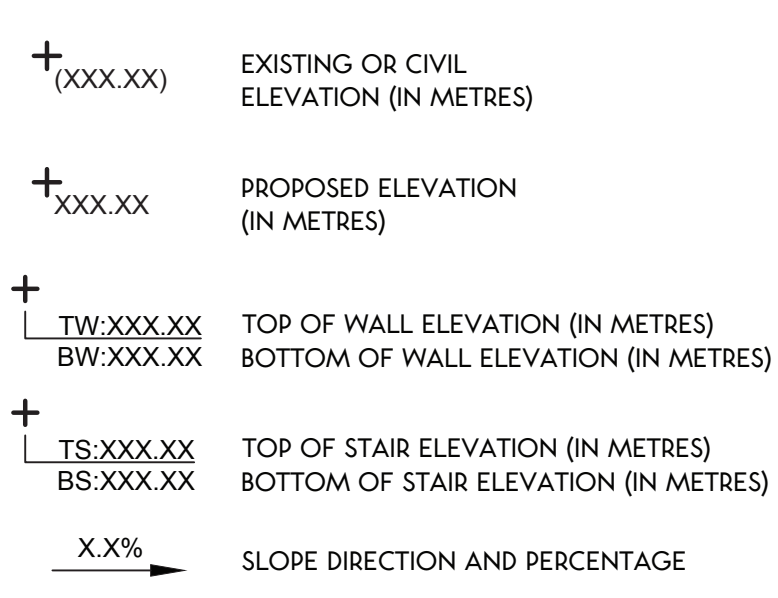 (XXX.XX)
EXISTING OR CIVIL
ELEVATION (IN METRES)
XXX.XX
PROPOSED ELEVATION
(IN METRES)
TW:XXX.XX TOP OF WALL ELEVATION (IN METRES)
BW:XXX.XX BOTTOM OF WALL ELEVATION (IN METRES)
TS:XXX.XX TOP OF STAIR ELEVATION (IN METRES)
BS:XXX.XX BOTTOM OF STAIR ELEVATION (IN METRES)
X.X% SLOPE DIRECTION AND PERCENTAGE